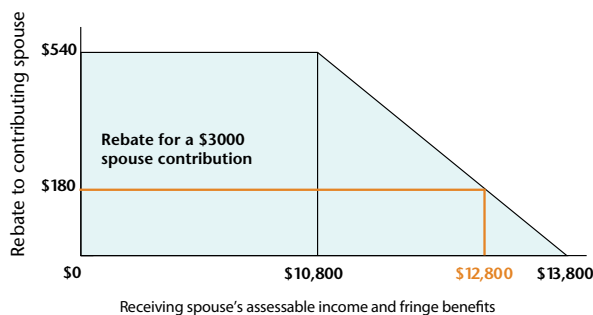 Rebate to contributing spouse
$540
Rebate for a $3000
spouse contribution
$180
$0
$10,800
$12,800
$13,800
Receiving spouse's assessable income and fringe benefits